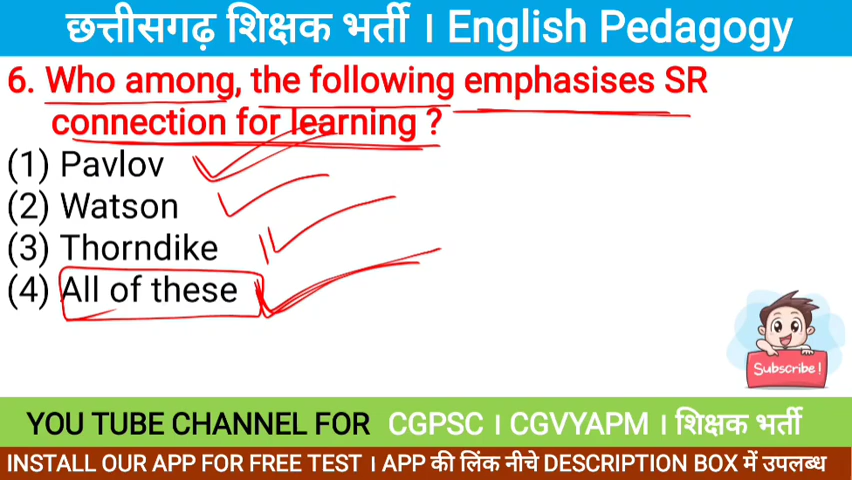 छत्तीसगढ़ शिक्षक भर्ती । English Pedagogy
6. Who among, the following emphasises SR
connection for learning ?
(1) Pavlov
(2) Watson
(3) Thorndike
(4) All of these
Subscribe!
YOU TUBE CHANNEL FOR CGPSC । CGVYAPM । शिक्षक भर्ती
INSTALL OUR APP FOR FREE TEST । APP की लिंक नीचे DESCRIPTION BOX में उपलब्ध